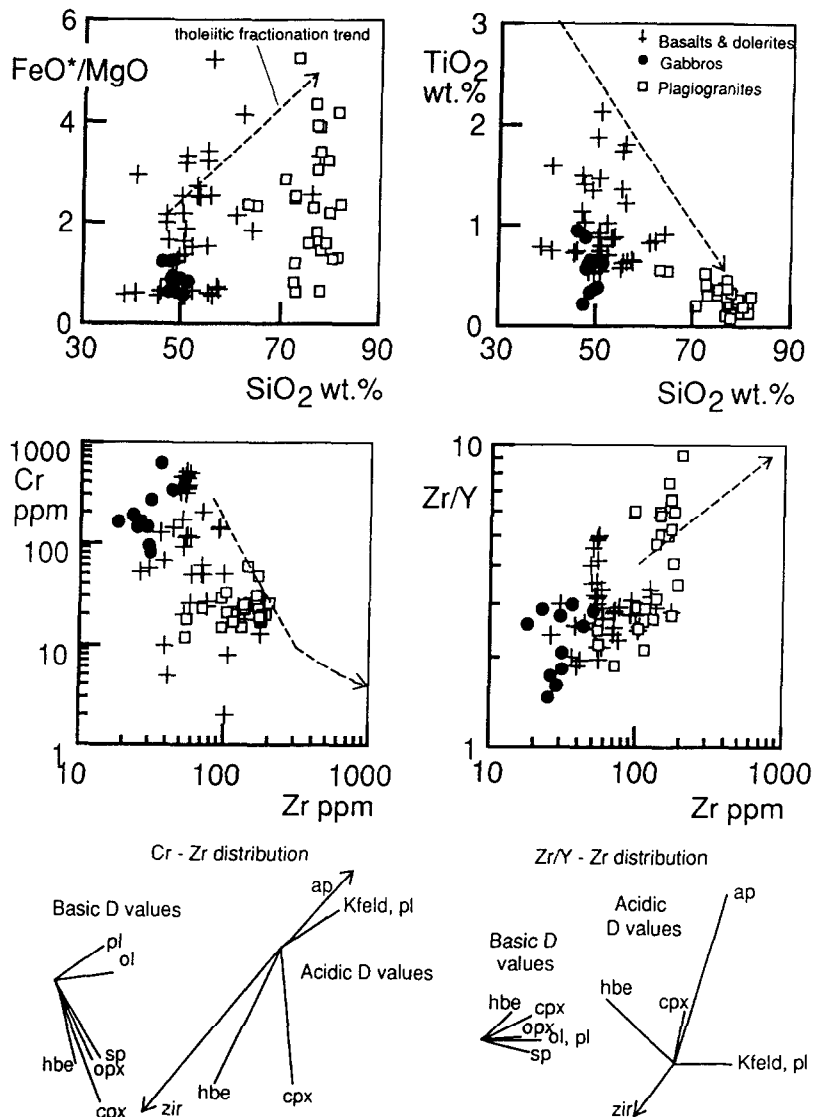 6
FeO*/MgO
4
2
0
30 50 70 90
SiO2 wt.%
tholeiitic fractionation trend
3
TiO2
wt.%
2
1
0
30 50 70 90
SiO2 wt.%
Basalts & dolerites
Gabbros
Plagiogranites
1000
Cr
ppm
100
10
1
10 100 1000
Zr ppm
10
Zr/Y
1
10 100 1000
Zr ppm
Cr - Zr distribution
Basic D values
pl
ol
sp
opx
hbe
cpx
ap
Kfeld, pl
Acidic D values
zir
hbe
cpx
Zr/Y - Zr distribution
Basic D
values
hbe
cpx
opx
ol, pl
sp
Acidic
D values
ap
hbe
cpx
Kfeld, pl
zir